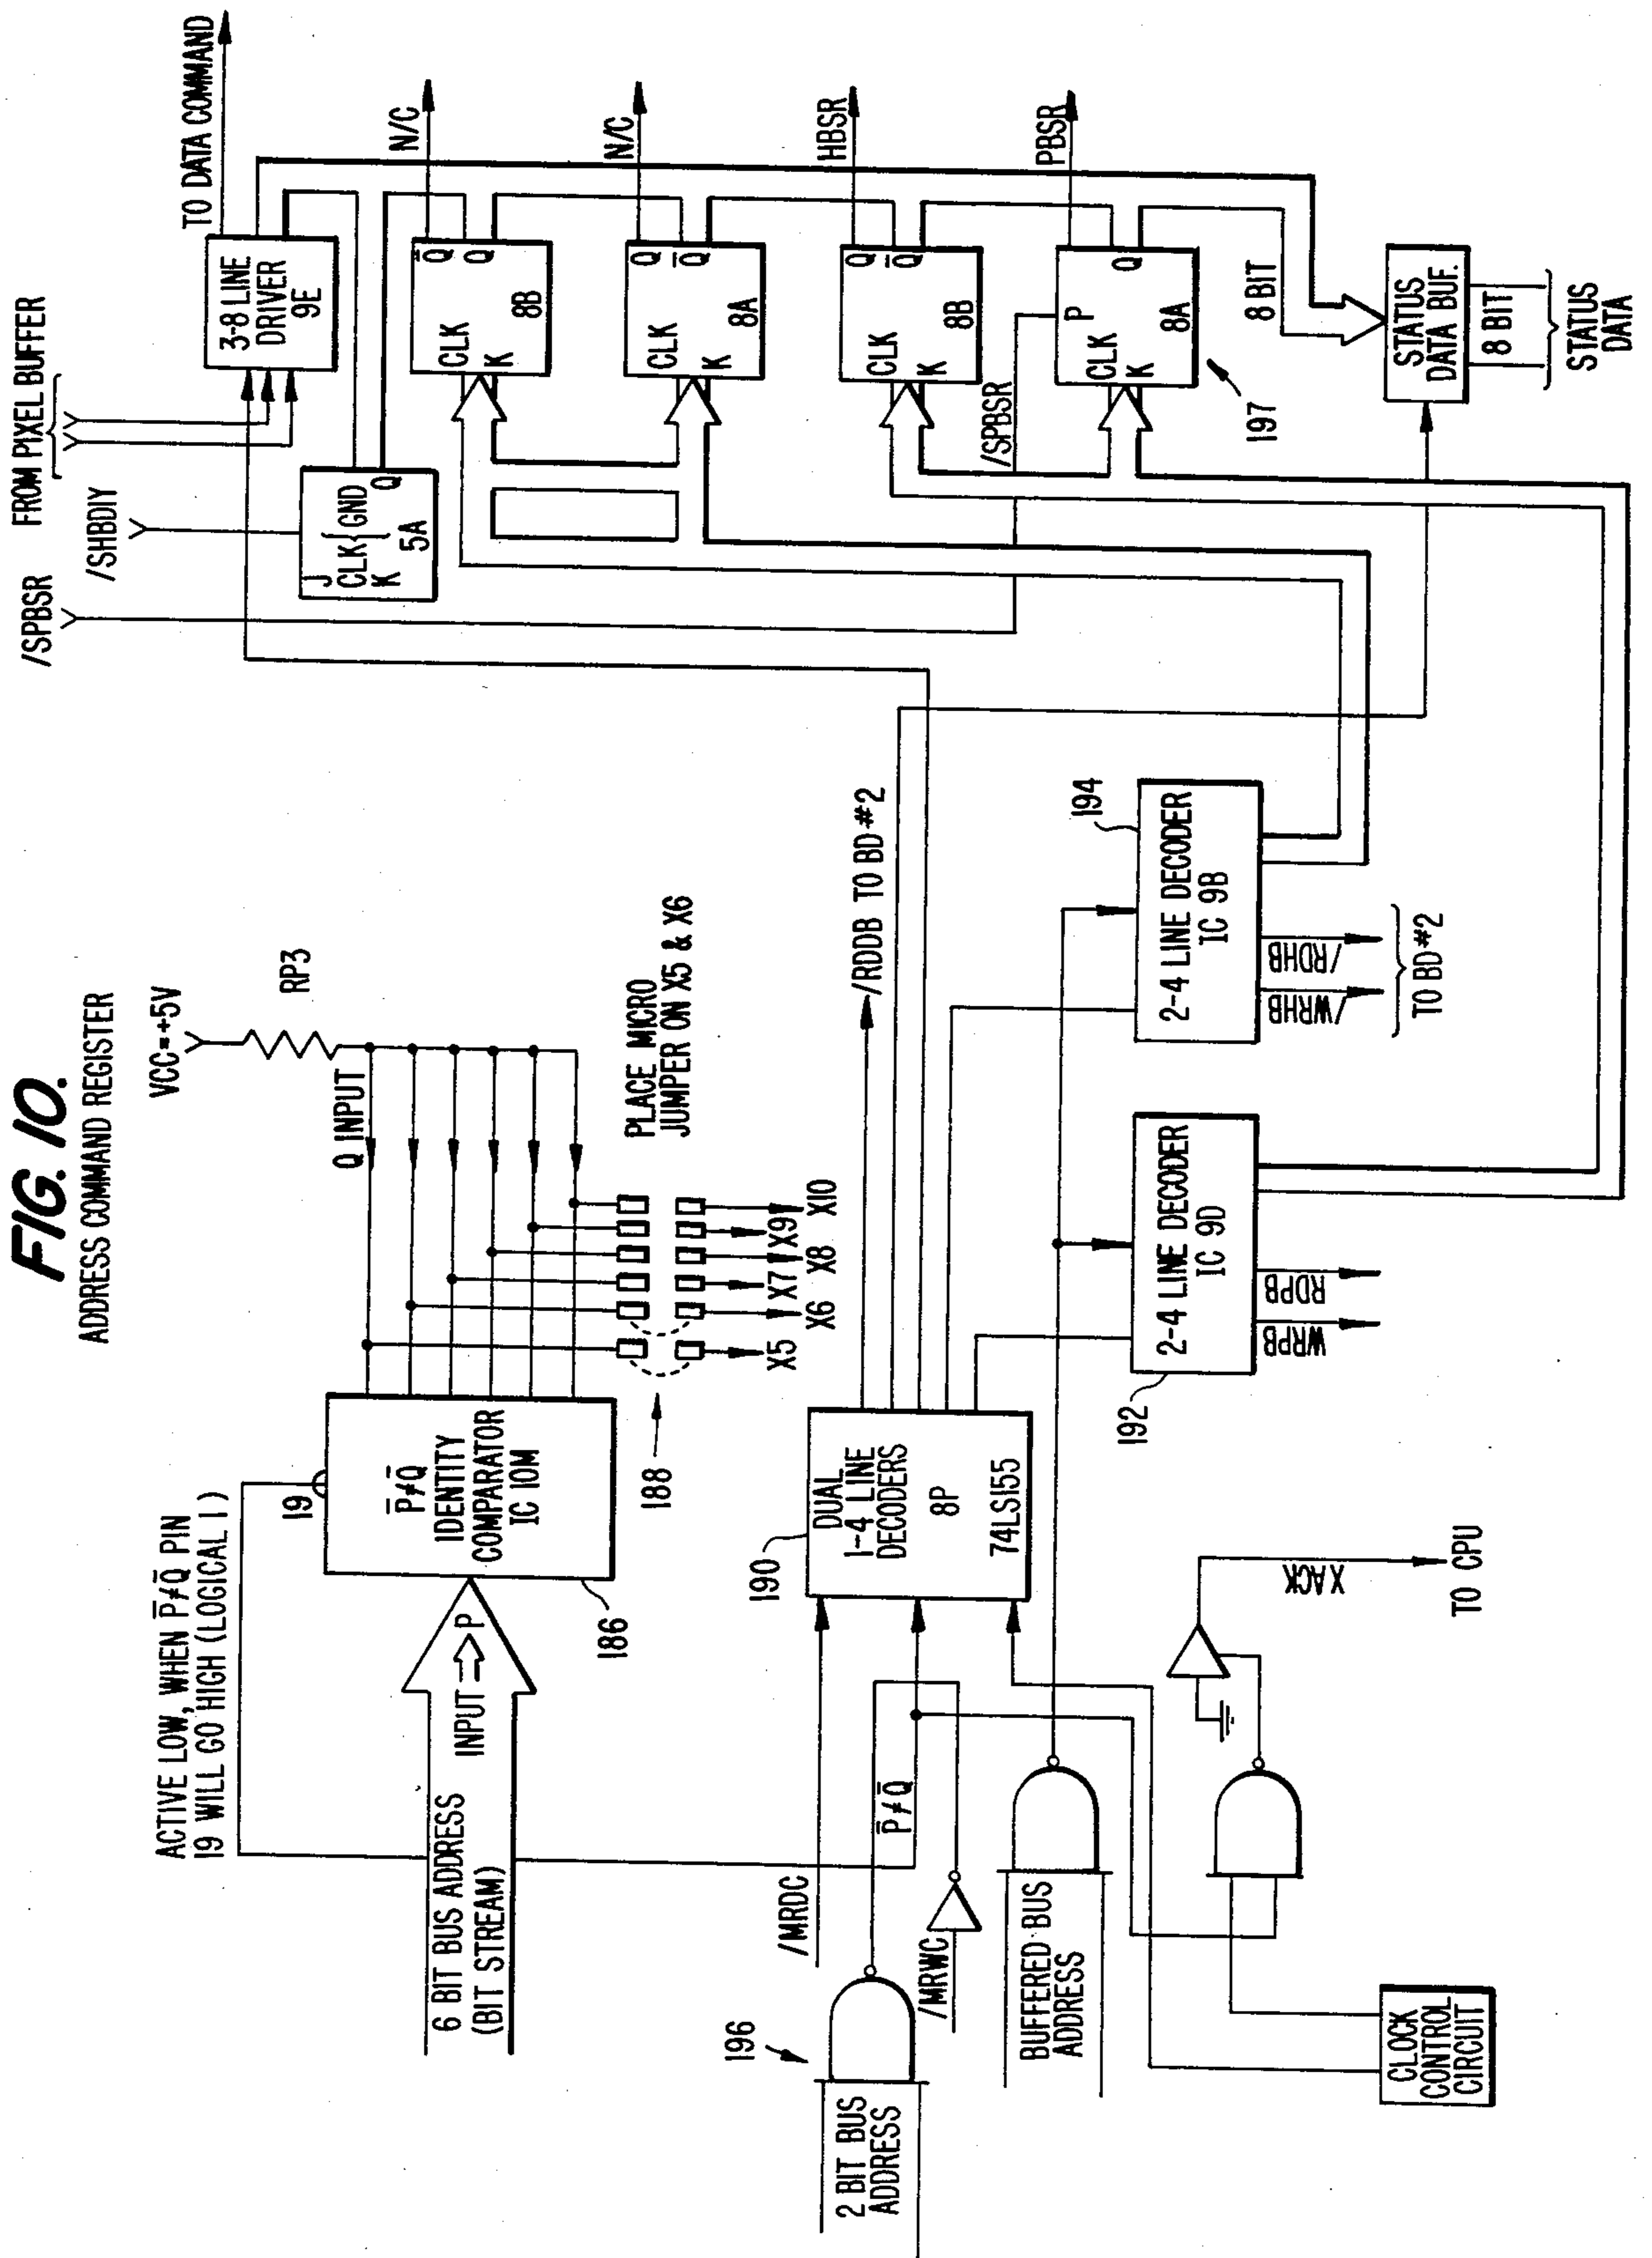 FIG. 10.
ADDRESS COMMAND REGISTER
ACTIVE LOW, WHEN P̅≠Q̅ PIN
19 WILL GO HIGH (LOGICAL 1)
6 BIT BUS ADDRESS
(BIT STREAM)
INPUT ⇒ P
19
P̅≠Q̅
IDENTITY
COMPARATOR
IC 10M
186
VCC=+5V
RP3
Q INPUT
188
X5
X6
X7
X8
X9
X10
PLACE MICRO
JUMPER ON X5 & X6
196
2 BIT BUS
ADDRESS
/MRDC
P̅≠Q̅
/MRWC
BUFFERED BUS
ADDRESS
CLOCK
CONTROL
CIRCUIT
XACK
TO CPU
190
DUAL
1-4 LINE
DECODERS
8P
74LS155
/RDDB TO BD #2
192
2-4 LINE DECODER
IC 9D
WRPB
RDPB
194
2-4 LINE DECODER
IC 9B
/WRHB
/RDHB
TO BD #2
/SPBSR
/SHBDIY
FROM PIXEL BUFFER
J
CLK { GND
K
5A
Q
3-8 LINE
DRIVER
9E
TO DATA COMMAND
CLK
K
Q̅
Q
8B
N/C
CLK
K
Q
Q̅
8A
N/C
CLK
K
Q
Q̅
8B
HBSR
/SPBSR
P
CLK
K
Q
8A
PBSR
197
8 BIT
STATUS
DATA BUF.
8 BIT
STATUS
DATA